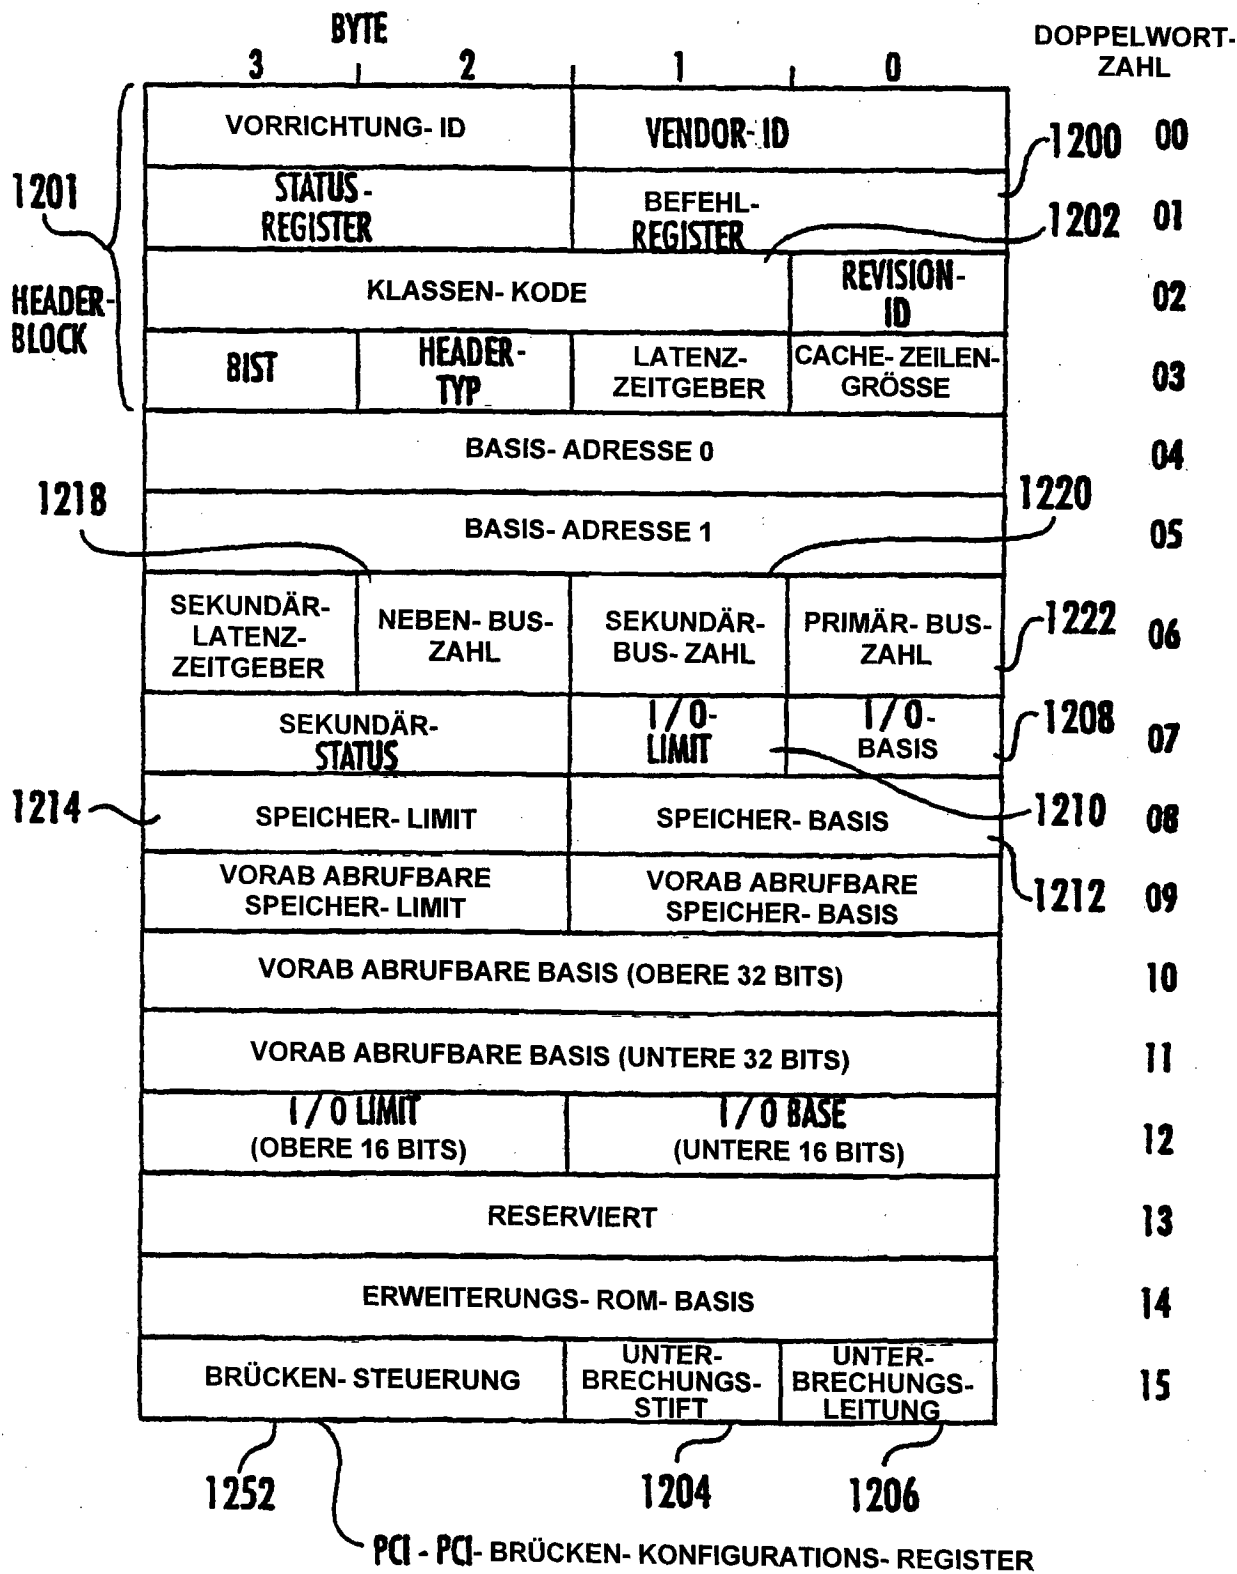 BYTE
DOPPELWORT-
ZAHL
3 2 1 0
VORRICHTUNG- ID
VENDOR- ID
1200
00
1201
STATUS-
REGISTER
BEFEHL-
REGISTER
1202
01
HEADER-
BLOCK
KLASSEN- KODE
REVISION-
ID
02
BIST
HEADER-
TYP
LATENZ-
ZEITGEBER
CACHE- ZEILEN-
GRÖSSE
03
BASIS- ADRESSE 0
04
1218
1220
BASIS- ADRESSE 1
05
SEKUNDÄR-
LATENZ-
ZEITGEBER
NEBEN- BUS-
ZAHL
SEKUNDÄR-
BUS- ZAHL
PRIMÄR- BUS-
ZAHL
1222
06
SEKUNDÄR-
STATUS
I/O-
LIMIT
I/O-
BASIS
1208
07
1214
SPEICHER- LIMIT
SPEICHER- BASIS
1210
08
VORAB ABRUFBARE
SPEICHER- LIMIT
VORAB ABRUFBARE
SPEICHER- BASIS
1212
09
VORAB ABRUFBARE BASIS (OBERE 32 BITS)
10
VORAB ABRUFBARE BASIS (UNTERE 32 BITS)
11
I/O LIMIT
(OBERE 16 BITS)
I/O BASE
(UNTERE 16 BITS)
12
RESERVIERT
13
ERWEITERUNGS- ROM- BASIS
14
BRÜCKEN- STEUERUNG
UNTER-
BRECHUNGS-
STIFT
UNTER-
BRECHUNGS-
LEITUNG
15
1252
1204
1206
PCI - PCI- BRÜCKEN- KONFIGURATIONS- REGISTER